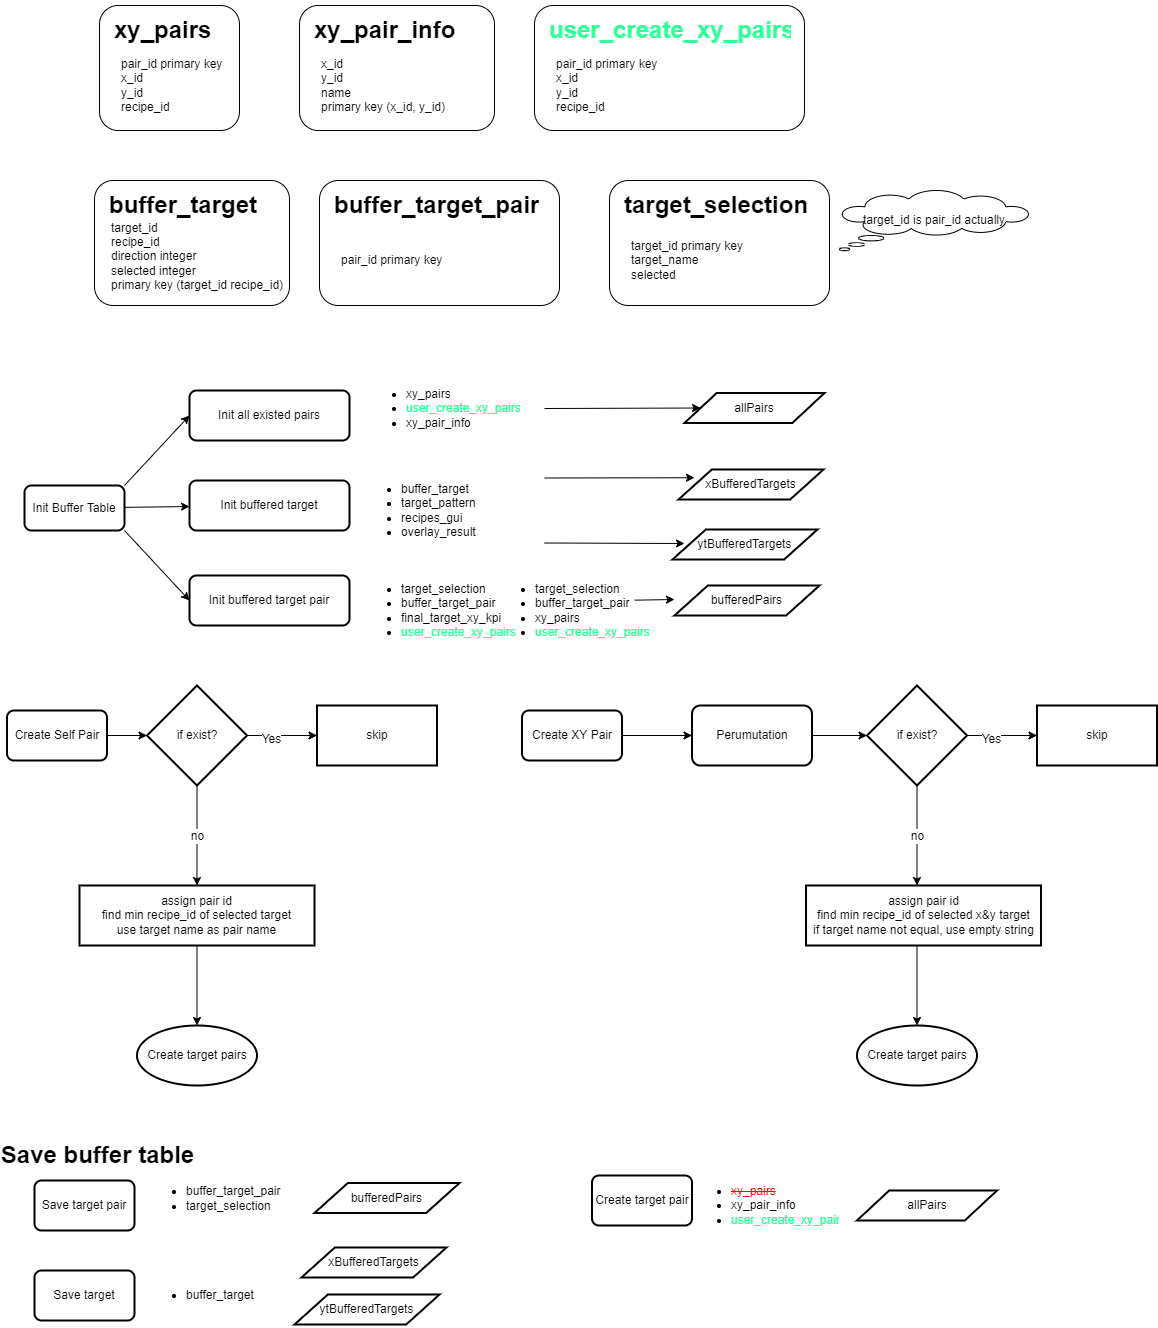 xy_pairs
pair_id primary key
x_id
y_id
recipe_id
xy_pair_info
x_id
y_id
name
primary key (x_id, y_id)
user_create_xy_pairs
pair_id primary key
x_id
y_id
recipe_id
buffer_target
target_id
recipe_id
direction integer
selected integer
primary key (target_id recipe_id)
buffer_target_pair
pair_id primary key
target_selection
target_id primary key
target_name
selected
target_id is pair_id actually
Init Buffer Table
Init all existed pairs
xy_pairs
user_create_xy_pairs
xy_pair_info
allPairs
Init buffered target
buffer_target
target_pattern
recipes_gui
overlay_result
xBufferedTargets
ytBufferedTargets
Init buffered target pair
target_selection
buffer_target_pair
final_target_xy_kpi
user_create_xy_pairs
target_selection
buffer_target_pair
xy_pairs
user_create_xy_pairs
bufferedPairs
Create Self Pair
if exist?
Yes
skip
no
assign pair id
find min recipe_id of selected target
use target name as pair name
Create target pairs
Create XY Pair
Perumutation
if exist?
Yes
skip
no
assign pair id
find min recipe_id of selected x&y target
if target name not equal, use empty string
Create target pairs
Save buffer table
Save target pair
buffer_target_pair
target_selection
bufferedPairs
Create target pair
xy_pairs
xy_pair_info
user_create_xy_pair
allPairs
Save target
buffer_target
xBufferedTargets
ytBufferedTargets